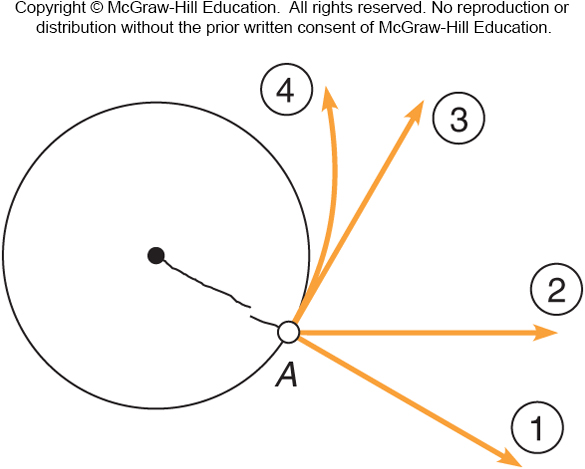 Copyright © McGraw-Hill Education.  All rights reserved. No reproduction or
distribution without the prior written consent of McGraw-Hill Education.
4
3
2
A
1